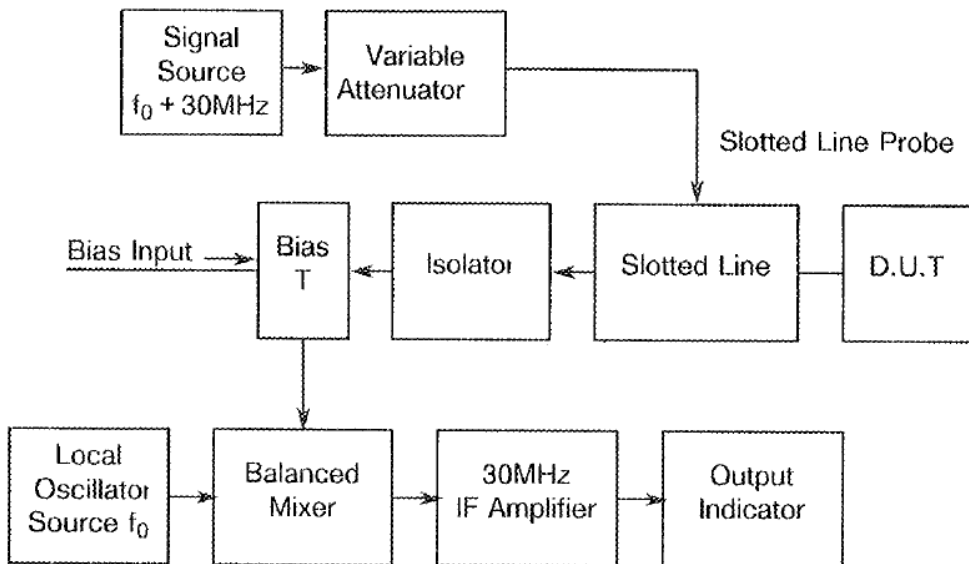 Signal
Source
f₀ + 30MHz
Variable
Attenuator
Slotted Line Probe
Bias Input
Bias
T
Isolator
Slotted Line
D.U.T
Local
Oscillator
Source f₀
Balanced
Mixer
30MHz
IF Amplifier
Output
Indicator